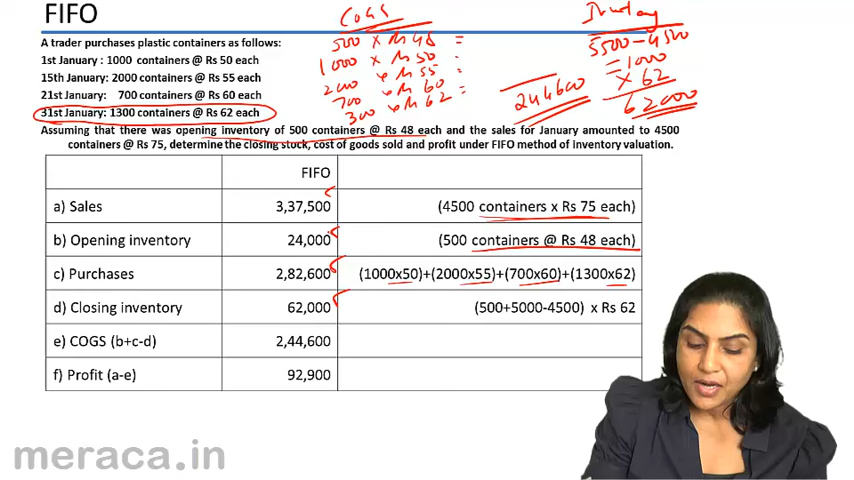 FIFO
A trader purchases plastic containers as follows:
1st January: 1000 containers @ Rs 50 each
15th January: 2000 containers @ Rs 55 each
21st January: 700 containers @ Rs 60 each
31st January: 1300 containers @ Rs 62 each
COGS
500 x Rs 48 =
1000 x Rs 50 :
2000 x Rs 55 :
700 x Rs 60 :
300 x Rs 62 =
244600
5500-4500
=1000
x 62
62000
Assuming that there was opening inventory of 500 containers @ Rs 48 each and the sales for January amounted to 4500
containers @ Rs 75, determine the closing stock, cost of goods sold and profit under FIFO method of inventory valuation.
FIFO
a) Sales 3,37,500 (4500 containers x Rs 75 each)
b) Opening inventory 24,000 (500 containers @ Rs 48 each)
c) Purchases 2,82,600 (1000x50)+(2000x55)+(700x60)+(1300x62)
d) Closing inventory 62,000 (500+5000-4500) x Rs 62
e) COGS (b+c-d) 2,44,600
f) Profit (a-e) 92,900
meraca.in